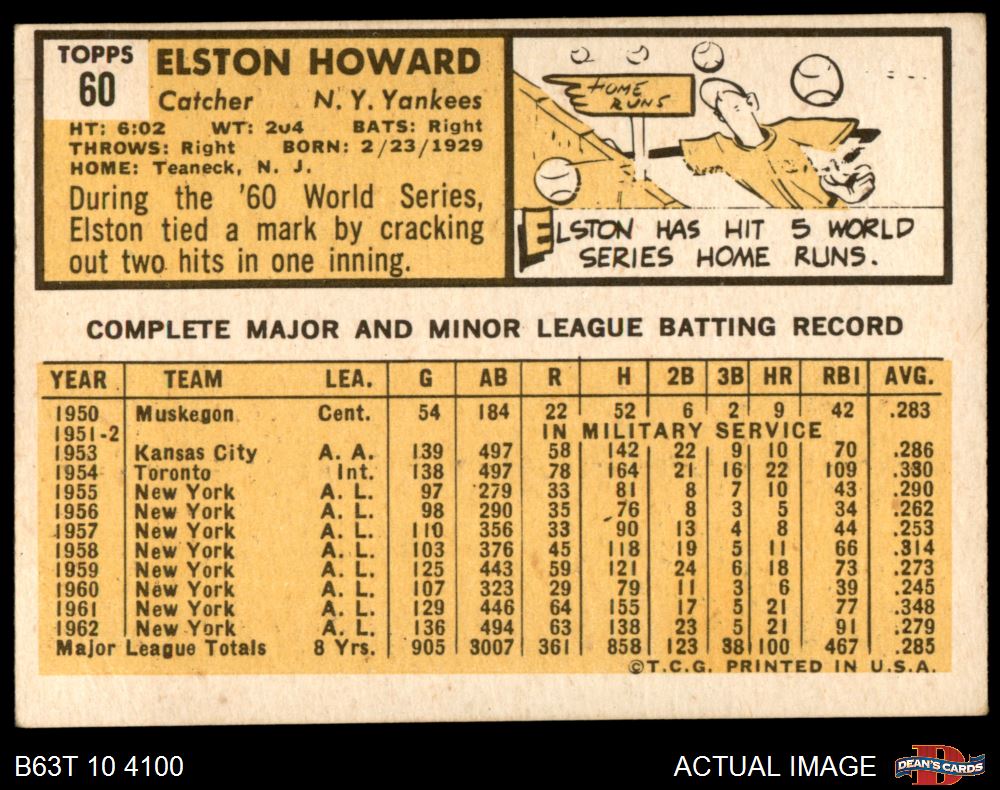 TOPPS
60
ELSTON HOWARD
Catcher N. Y. Yankees
HT: 6:02 WT: 204 BATS: Right
THROWS: Right BORN: 2/23/1929
HOME: Teaneck, N. J.
During the '60 World Series,
Elston tied a mark by cracking
out two hits in one inning.
HOME
RUNS
ELSTON HAS HIT 5 WORLD
SERIES HOME RUNS.
COMPLETE MAJOR AND MINOR LEAGUE BATTING RECORD
YEAR TEAM LEA. G AB R H 2B 3B HR RBI AVG.
1950 Muskegon Cent. 54 184 22 52 6 2 9 42 .283
1951-2 IN MILITARY SERVICE
1953 Kansas City A. A. 139 497 58 142 22 9 10 70 .286
1954 Toronto Int. 138 497 78 164 21 16 22 109 .330
1955 New York A. L. 97 279 33 81 8 7 10 43 .290
1956 New York A. L. 98 290 35 76 8 3 5 34 .262
1957 New York A. L. 110 356 33 90 13 4 8 44 .253
1958 New York A. L. 103 376 45 118 19 5 11 66 .314
1959 New York A. L. 125 443 59 121 24 6 18 73 .273
1960 New York A. L. 107 323 29 79 11 3 6 39 .245
1961 New York A. L. 129 446 64 155 17 5 21 77 .348
1962 New York A. L. 136 494 63 138 23 5 21 91 .279
Major League Totals 8 Yrs. 905 3007 361 858 123 38 100 467 .285
©T.C.G. PRINTED IN U.S.A.
B63T 10 4100
ACTUAL IMAGE
D
DEAN'S CARDS